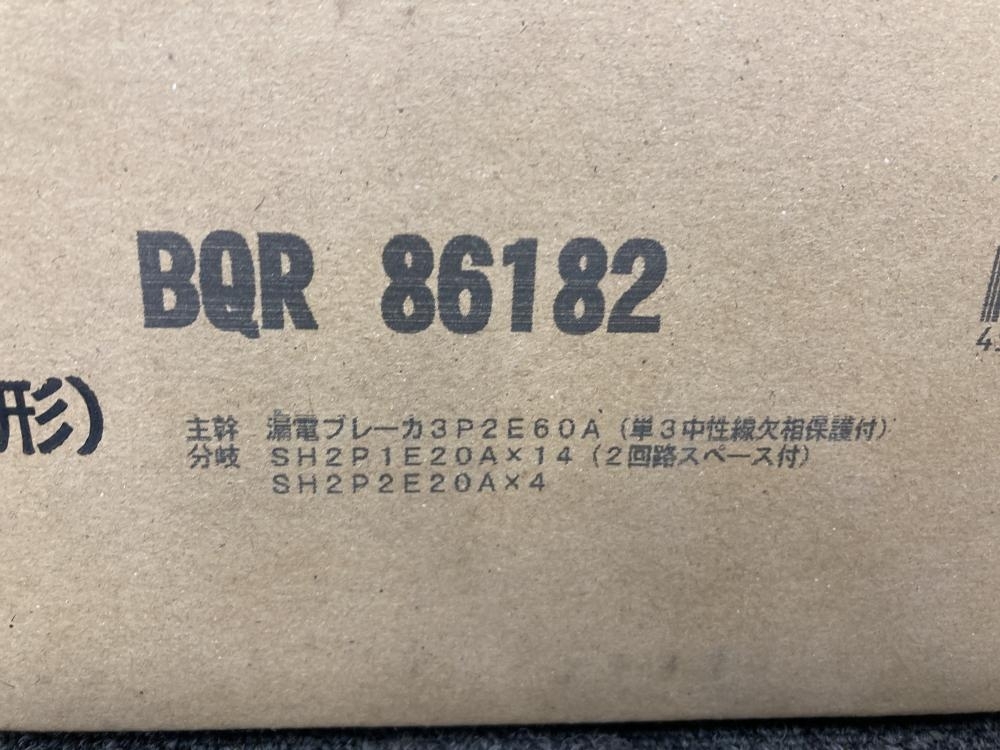 BQR 86182
形）
主幹 漏電ブレーカ３Ｐ２Ｅ６０Ａ（単３中性線欠相保護付）
分岐 ＳＨ２Ｐ１Ｅ２０Ａ×１４（２回路スペース付）
ＳＨ２Ｐ２Ｅ２０Ａ×４